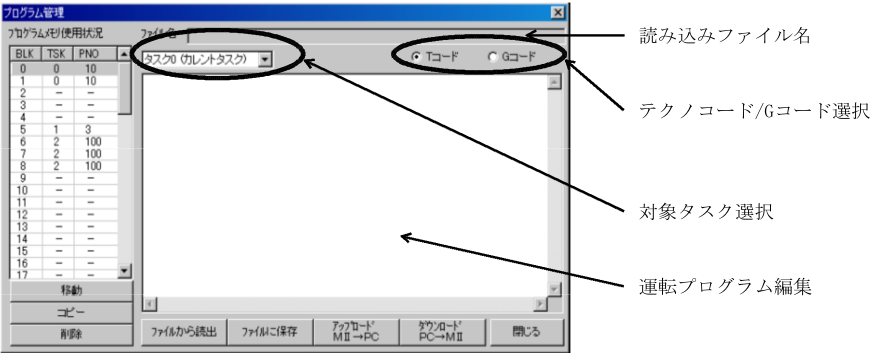 プログラム管理
プログラムメモリ使用状況
ファイル名
BLK TSK PNO
0 0 10
1 0 10
2 − −
3 − −
4 − −
5 1 3
6 2 100
7 2 100
8 2 100
9 − −
10 − −
11 − −
12 − −
13 − −
14 − −
15 − −
16 − −
17 − −
移動
コピー
削除
タスク0 (カレントタスク)
Tコード Gコード
ファイルから読出
ファイルに保存
アップロード
MⅡ→PC
ダウンロード
PC→MⅡ
閉じる
読み込みファイル名
テクノコード/Gコード選択
対象タスク選択
運転プログラム編集